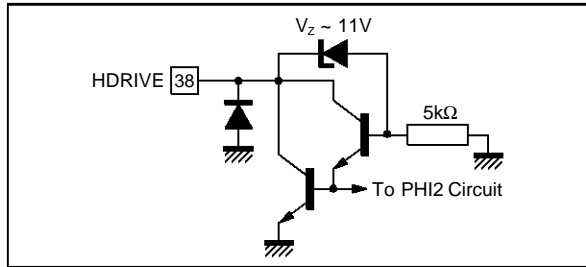 V_Z ~ 11V
HDRIVE 38
5kΩ
To PHI2 Circuit